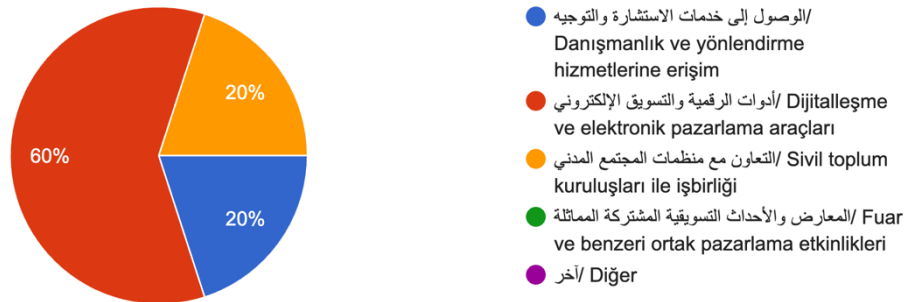 20%
60%
20%
الوصول إلى خدمات الاستشارة والتوجيه/
Danışmanlık ve yönlendirme
hizmetlerine erişim
أدوات الرقمية والتسويق الإلكتروني/ Dijitalleşme
ve elektronik pazarlama araçları
التعاون مع منظمات المجتمع المدني/ Sivil toplum
kuruluşları ile işbirliği
المعارض والأحداث التسويقية المشتركة المماثلة/ Fuar
ve benzeri ortak pazarlama etkinlikleri
آخر/ Diğer